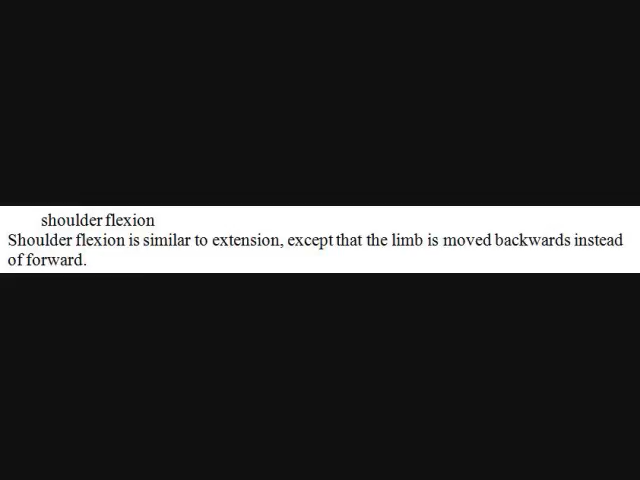 shoulder flexion
Shoulder flexion is similar to extension, except that the limb is moved backwards instead
of forward.